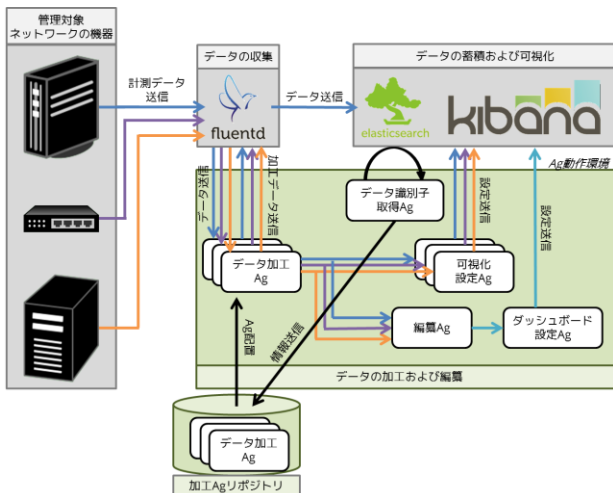 管理対象
ネットワークの機器
データの収集
データの蓄積および可視化
計測データ
送信
fluentd
データ送信
elasticsearch
kibana
Ag動作環境
データ送信
加工データ送信
データ識別子
取得Ag
設定送信
設定送信
データ加工
Ag
可視化
設定Ag
編纂Ag
ダッシュボード
設定Ag
Ag配置
情報送信
データの加工および編纂
データ加工
Ag
加工Agリポジトリ